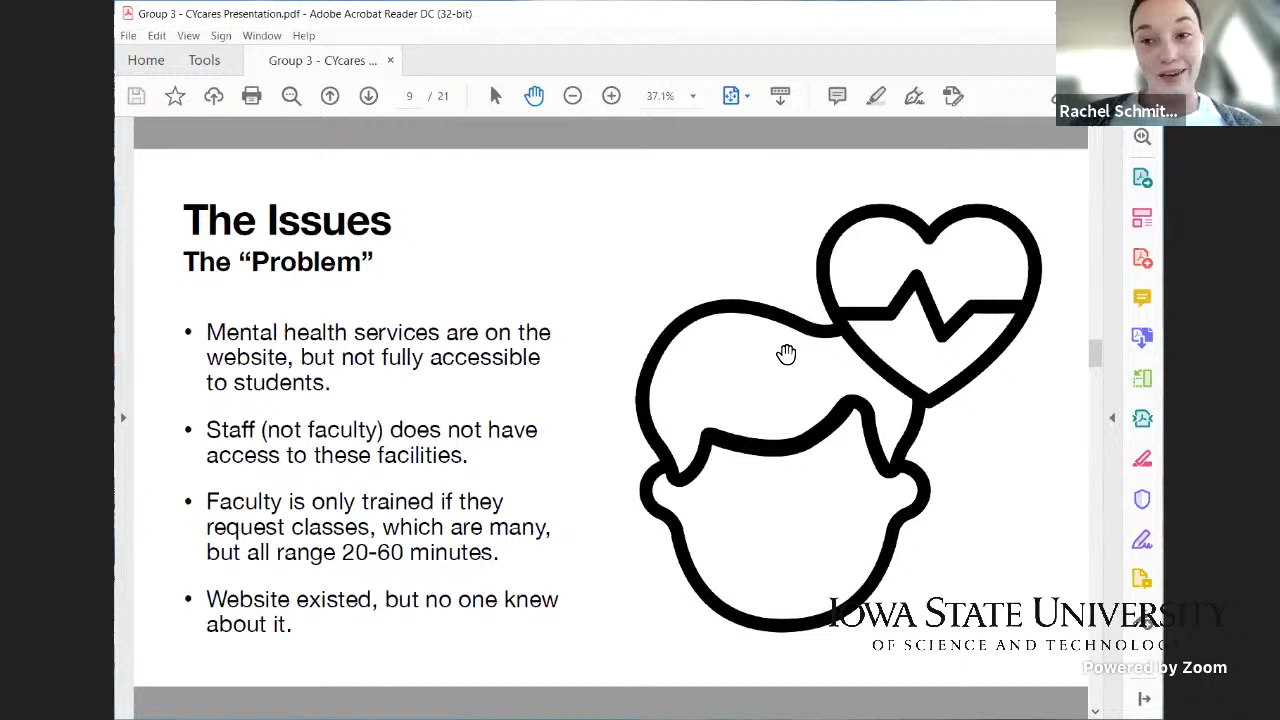 Group 3 - CYcares Presentation.pdf - Adobe Acrobat Reader DC (32-bit)
File Edit View Sign Window Help
Home Tools Group 3 - CYcares ... ×
9 / 21 37.1%
Rachel Schmit...
The Issues
The “Problem”
• Mental health services are on the
website, but not fully accessible
to students.
• Staff (not faculty) does not have
access to these facilities.
• Faculty is only trained if they
request classes, which are many,
but all range 20-60 minutes.
• Website existed, but no one knew
about it.
IOWA STATE UNIVERSITY
OF SCIENCE AND TECHNOLOGY
Powered by Zoom